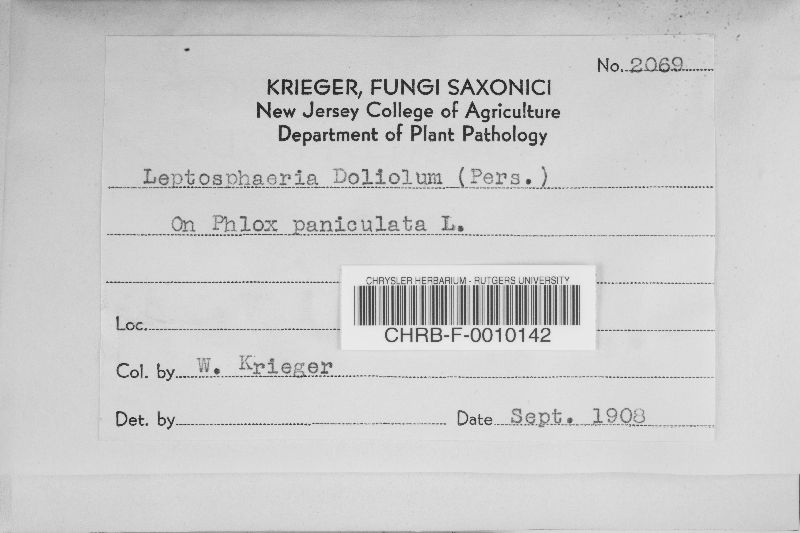 No. 2069
KRIEGER, FUNGI SAXONICI
New Jersey College of Agriculture
Department of Plant Pathology
Leptosphaeria Doliolum (Pers.)
On Phlox paniculata L.
CHRYSLER HERBARIUM - RUTGERS UNIVERSITY
CHRB-F-0010142
Loc.
Col. by W. Krieger
Det. by Date Sept. 1908